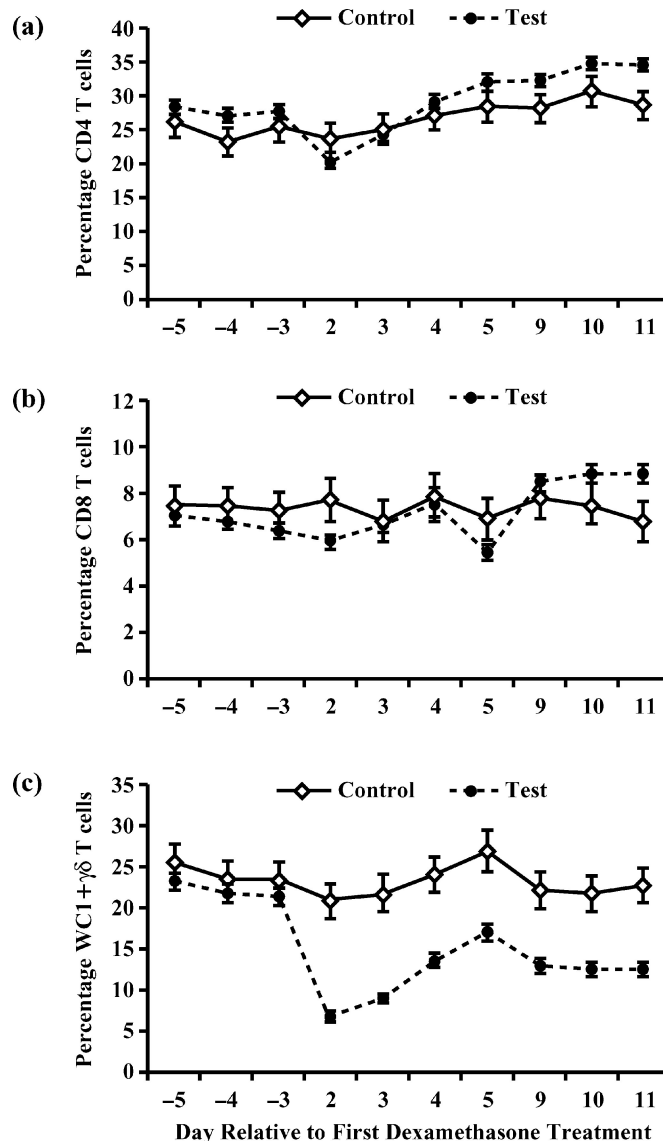 (a)
Control Test
Percentage CD4 T cells
40
35
30
25
20
15
10
5
0
–5 –4 –3 2 3 4 5 9 10 11
(b)
Control Test
Percentage CD8 T cells
12
10
8
6
4
2
0
–5 –4 –3 2 3 4 5 9 10 11
(c)
Control Test
Percentage WC1+γδ T cells
35
30
25
20
15
10
5
0
–5 –4 –3 2 3 4 5 9 10 11
Day Relative to First Dexamethasone Treatment